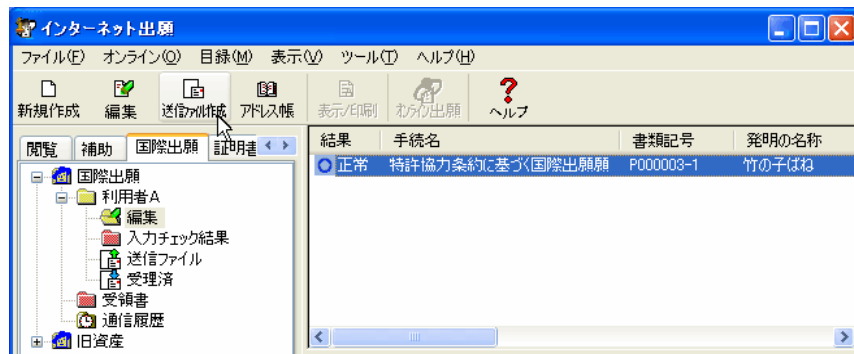 インターネット出願
ファイル(F) オンライン(O) 目録(M) 表示(V) ツール(T) ヘルプ(H)
新規作成 編集 送信ファイル作成 アドレス帳 表示/印刷 オンライン出願 ヘルプ
閲覧 補助 国際出願 証明書
結果 手続名 書類記号 発明の名称
正常 特許協力条約に基づく国際出願願 P000003-1 竹の子ばね
国際出願
利用者A
編集
入力チェック結果
送信ファイル
受理済
受領書
通信履歴
旧資産